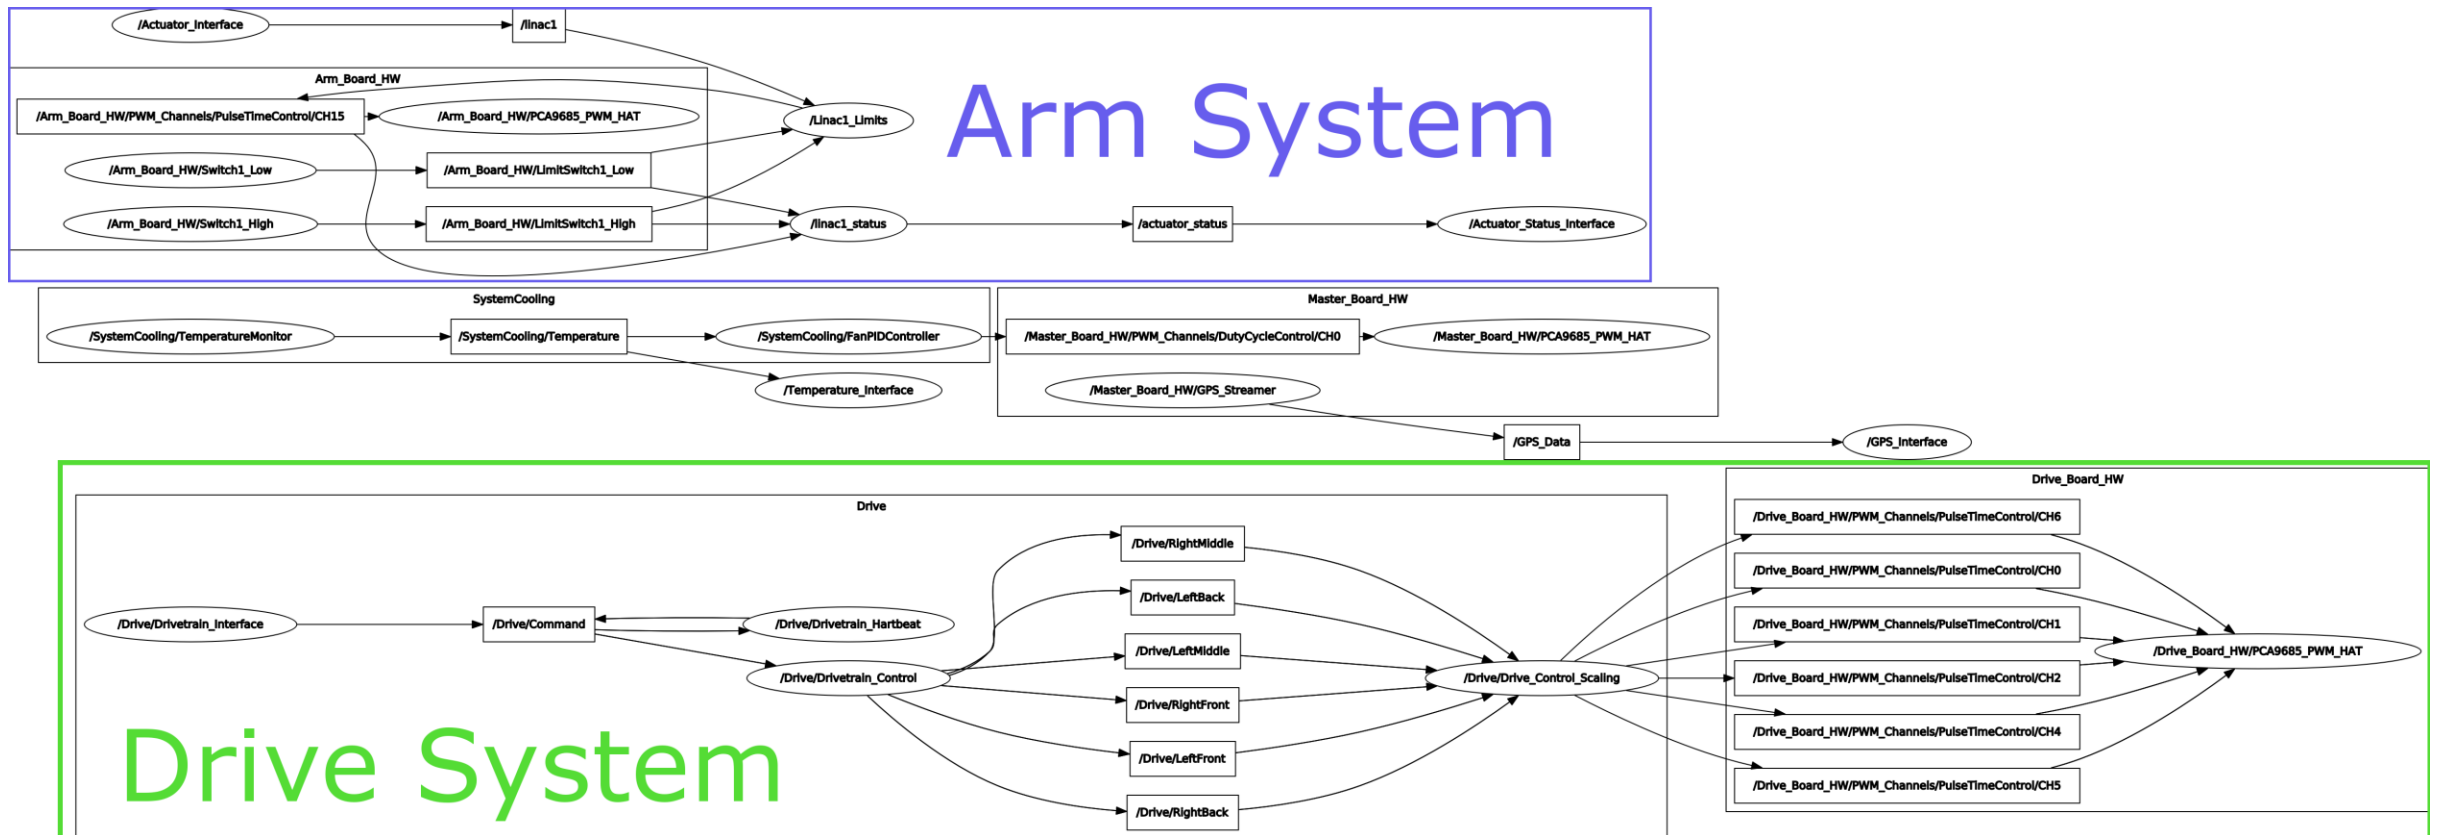 /Actuator_Interface
/linac1
Arm_Board_HW
/Arm_Board_HW/PWM_Channels/PulseTimeControl/CH15
/Arm_Board_HW/PCA9685_PWM_HAT
/Linac1_Limits
Arm System
/Arm_Board_HW/Switch1_Low
/Arm_Board_HW/LimitSwitch1_Low
/Arm_Board_HW/Switch1_High
/Arm_Board_HW/LimitSwitch1_High
/linac1_status
/actuator_status
/Actuator_Status_Interface
SystemCooling
/SystemCooling/TemperatureMonitor
/SystemCooling/Temperature
/SystemCooling/FanPIDController
/Temperature_Interface
Master_Board_HW
/Master_Board_HW/PWM_Channels/DutyCycleControl/CH0
/Master_Board_HW/PCA9685_PWM_HAT
/Master_Board_HW/GPS_Streamer
/GPS_Data
/GPS_Interface
Drive
/Drive/Drivetrain_Interface
/Drive/Command
/Drive/Drivetrain_Hartbeat
/Drive/Drivetrain_Control
/Drive/RightMiddle
/Drive/LeftBack
/Drive/LeftMiddle
/Drive/RightFront
/Drive/LeftFront
/Drive/RightBack
/Drive/Drive_Control_Scaling
Drive_Board_HW
/Drive_Board_HW/PWM_Channels/PulseTimeControl/CH6
/Drive_Board_HW/PWM_Channels/PulseTimeControl/CH0
/Drive_Board_HW/PWM_Channels/PulseTimeControl/CH1
/Drive_Board_HW/PWM_Channels/PulseTimeControl/CH2
/Drive_Board_HW/PWM_Channels/PulseTimeControl/CH4
/Drive_Board_HW/PWM_Channels/PulseTimeControl/CH5
/Drive_Board_HW/PCA9685_PWM_HAT
Drive System